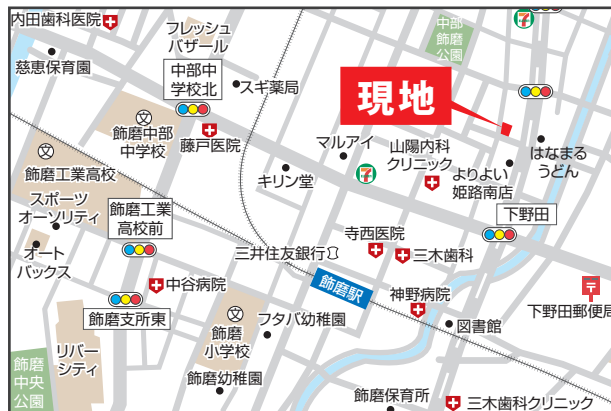 内田歯科医院
フレッシュ
バザール
中部
飾磨
公園
慈恵保育園
中部中
学校北
スギ薬局
現地
文
飾磨中部
中学校
藤戸医院
マルアイ
山陽内科
クリニック
はなまる
うどん
文
飾磨工業高校
キリン堂
7
よりよい
姫路南店
スポーツ
オーソリティ
飾磨工業
高校前
下野田
寺西医院
三井住友銀行
三木歯科
オート
バックス
中谷病院
飾磨駅
神野病院
下野田郵便局
飾磨支所東
文
飾磨
小学校
フタバ幼稚園
図書館
リバー
シティ
飾磨
中央
公園
飾磨幼稚園
飾磨保育所
三木歯科クリニック